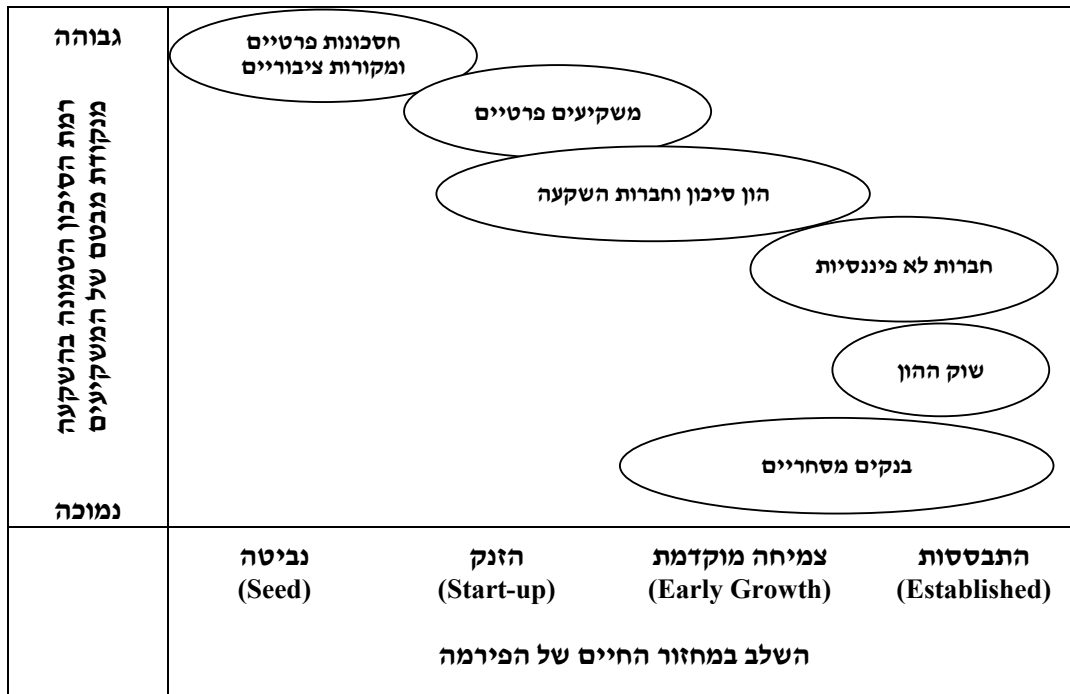 גבוהה
רמת הסיכון הטמונה בהשקעה
מנקודת מבטם של המשקיעים
נמוכה
חסכונות פרטיים
ומקורות ציבוריים
משקיעים פרטיים
הון סיכון וחברות השקעה
חברות לא פיננסיות
שוק ההון
בנקים מסחריים
נביטה
(Seed)
הזנק
(Start-up)
צמיחה מוקדמת
(Early Growth)
התבססות
(Established)
השלב במחזור החיים של הפירמה